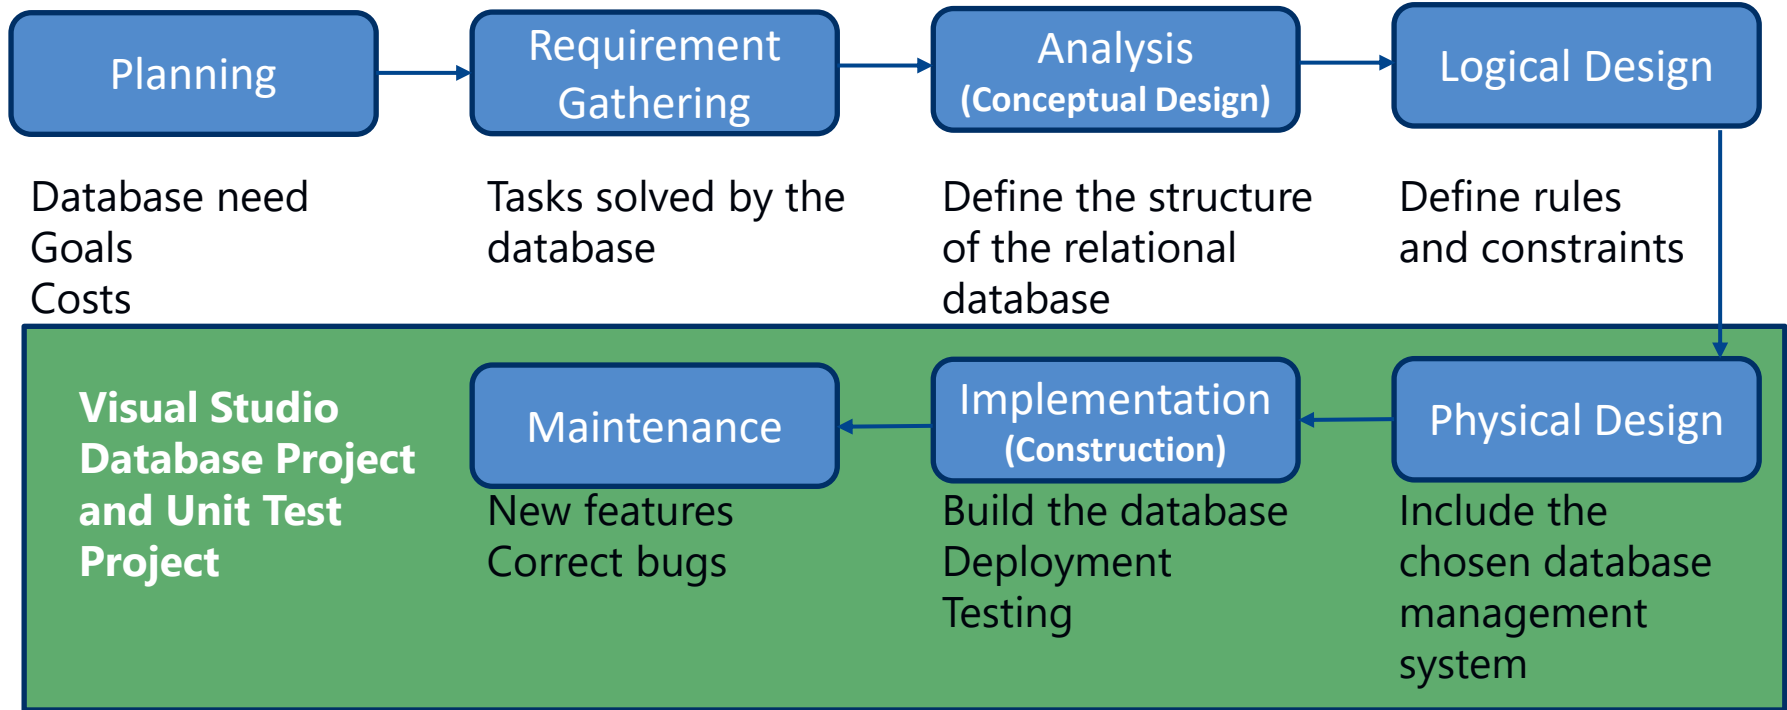 Planning
Requirement
Gathering
Analysis
(Conceptual Design)
Logical Design
Database need
Goals
Costs
Tasks solved by the
database
Define the structure
of the relational
database
Define rules
and constraints
Visual Studio
Database Project
and Unit Test
Project
Maintenance
New features
Correct bugs
Implementation
(Construction)
Build the database
Deployment
Testing
Physical Design
Include the
chosen database
management
system